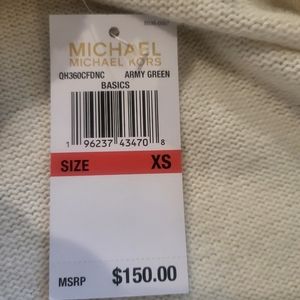 MICHAEL
MICHAEL KORS
QH360CFDNC ARMY GREEN
BASICS
1 96237 43470 8
SIZE XS
MSRP $150.00